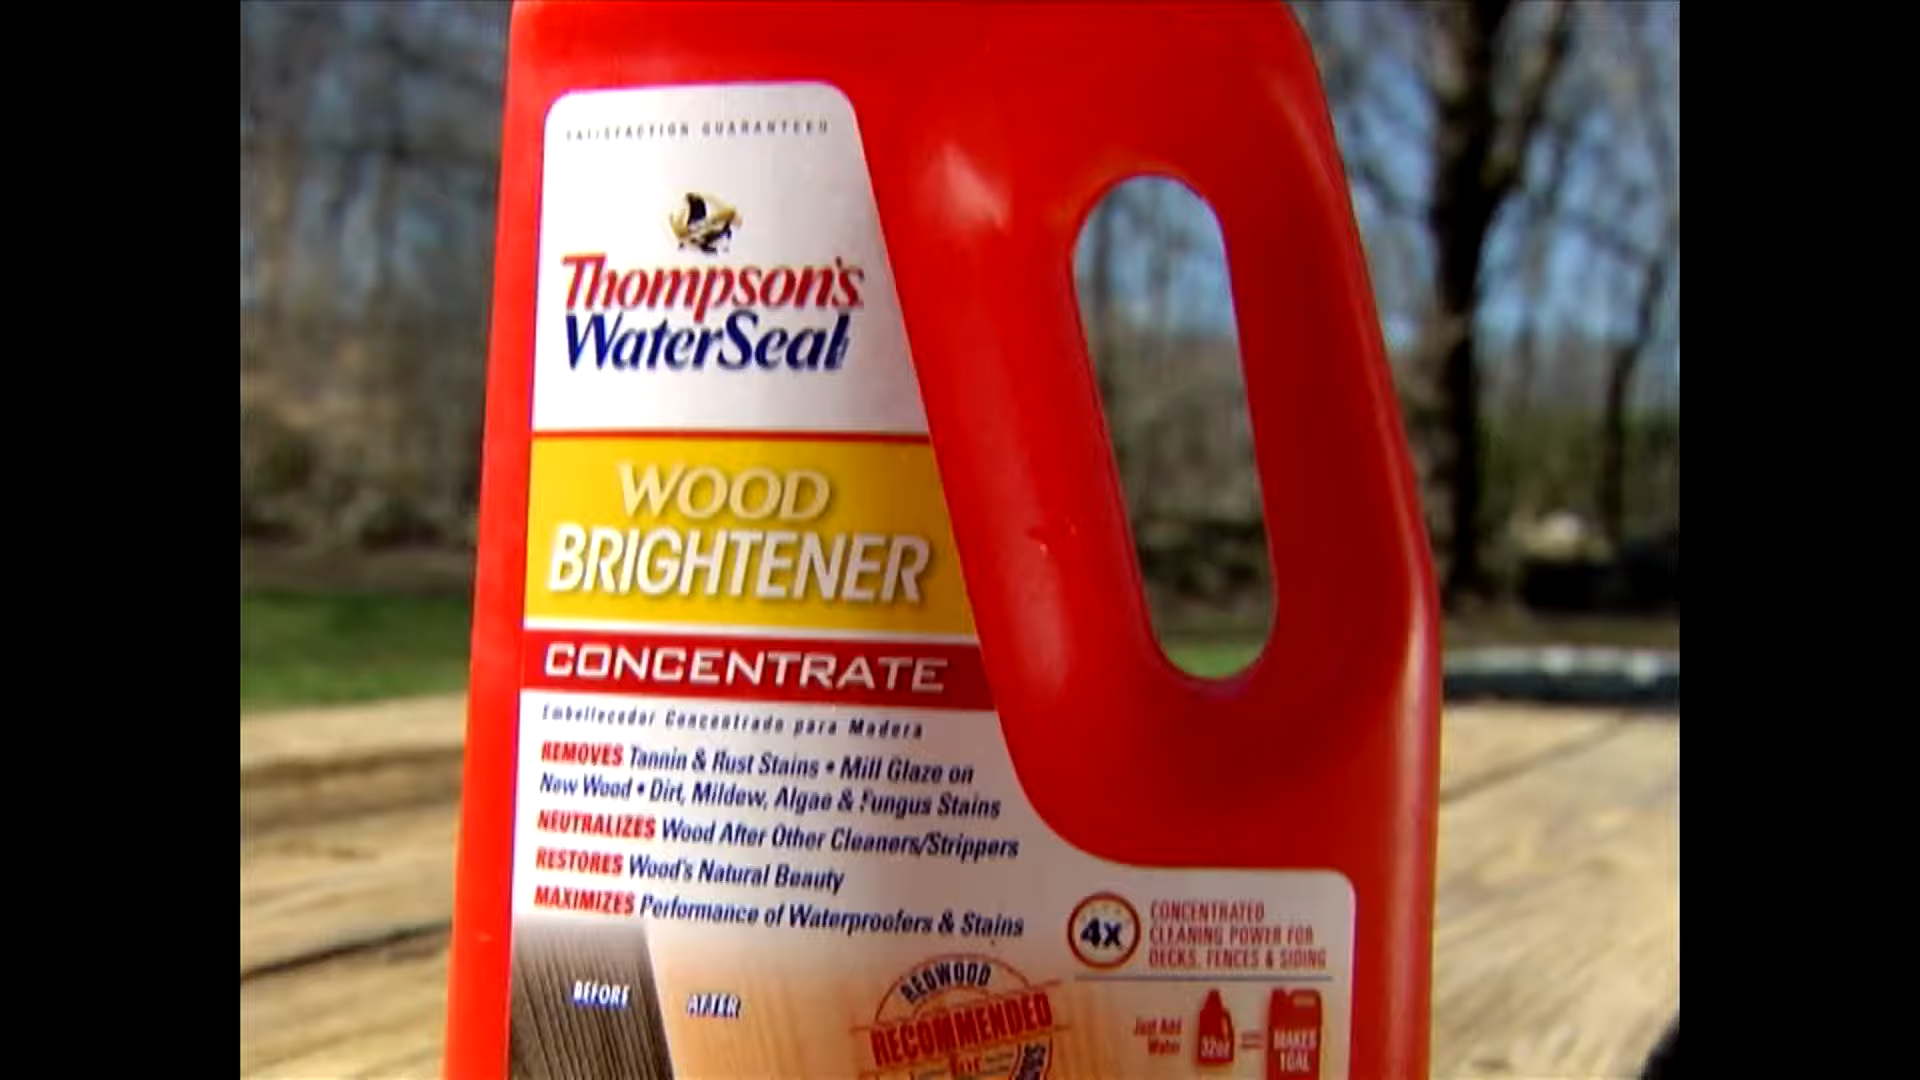 SATISFACTION GUARANTEED
Thompson's
WaterSeal
WOOD
BRIGHTENER
CONCENTRATE
Embellecedor Concentrado para Madera
REMOVES Tannin & Rust Stains • Mill Glaze on
New Wood • Dirt, Mildew, Algae & Fungus Stains
NEUTRALIZES Wood After Other Cleaners/Strippers
RESTORES Wood's Natural Beauty
MAXIMIZES Performance of Waterproofers & Stains
BEFORE AFTER
REDWOOD
RECOMMENDED
4X
CONCENTRATED
CLEANING POWER FOR
DECKS, FENCES & SIDING
Just Add
Water
32oz
=
MAKES
1GAL